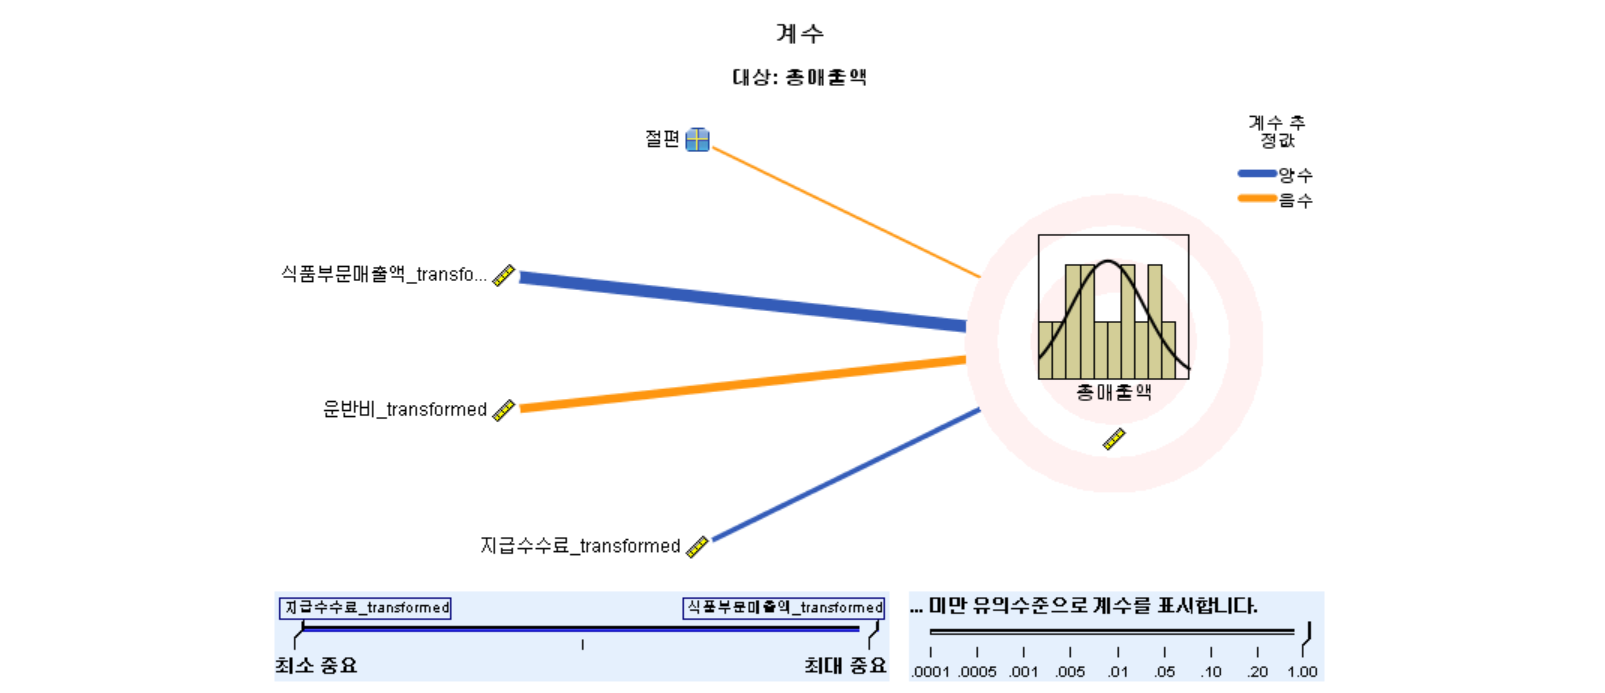 계수
대상: 총매출액
절편
계수 추
정값
양수
음수
식품부문매출액_transfo...
운반비_transformed
총매출액
지급수수료_transformed
지급수수료_transformed
식품부문매출액_transformed
최소 중요
최대 중요
... 미만 유의수준으로 계수를 표시합니다.
.0001 .0005 .001 .005 .01 .05 .10 .20 1.00